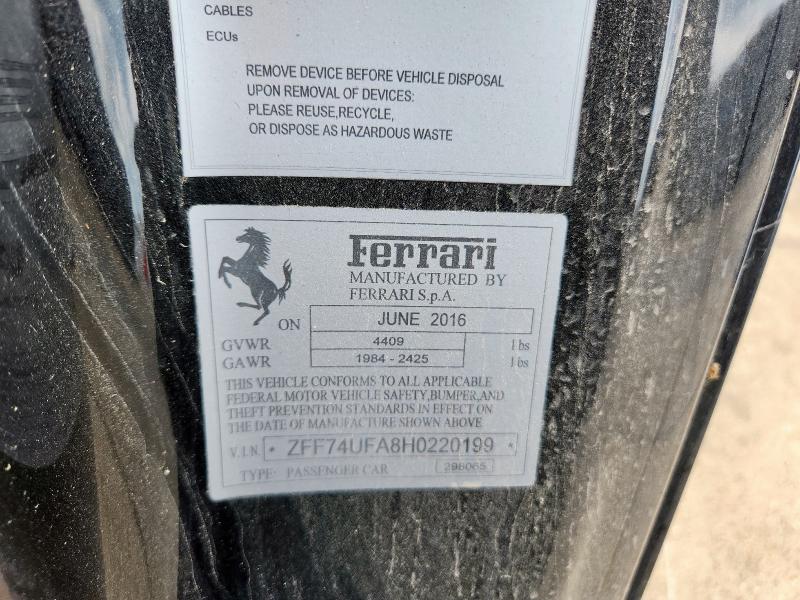 CABLES
ECUs
REMOVE DEVICE BEFORE VEHICLE DISPOSAL
UPON REMOVAL OF DEVICES:
PLEASE REUSE,RECYCLE,
OR DISPOSE AS HAZARDOUS WASTE
Ferrari
MANUFACTURED BY
FERRARI S.p.A.
ON JUNE 2016
GVWR 4409 lbs
GAWR 1984 - 2425 lbs
THIS VEHICLE CONFORMS TO ALL APPLICABLE
FEDERAL MOTOR VEHICLE SAFETY,BUMPER,AND
THEFT PREVENTION STANDARDS IN EFFECT ON
THE DATE OF MANUFACTURE SHOWN ABOVE
V.I.N. * ZFF74UFA8H0220199 *
TYPE: PASSENGER CAR 298065